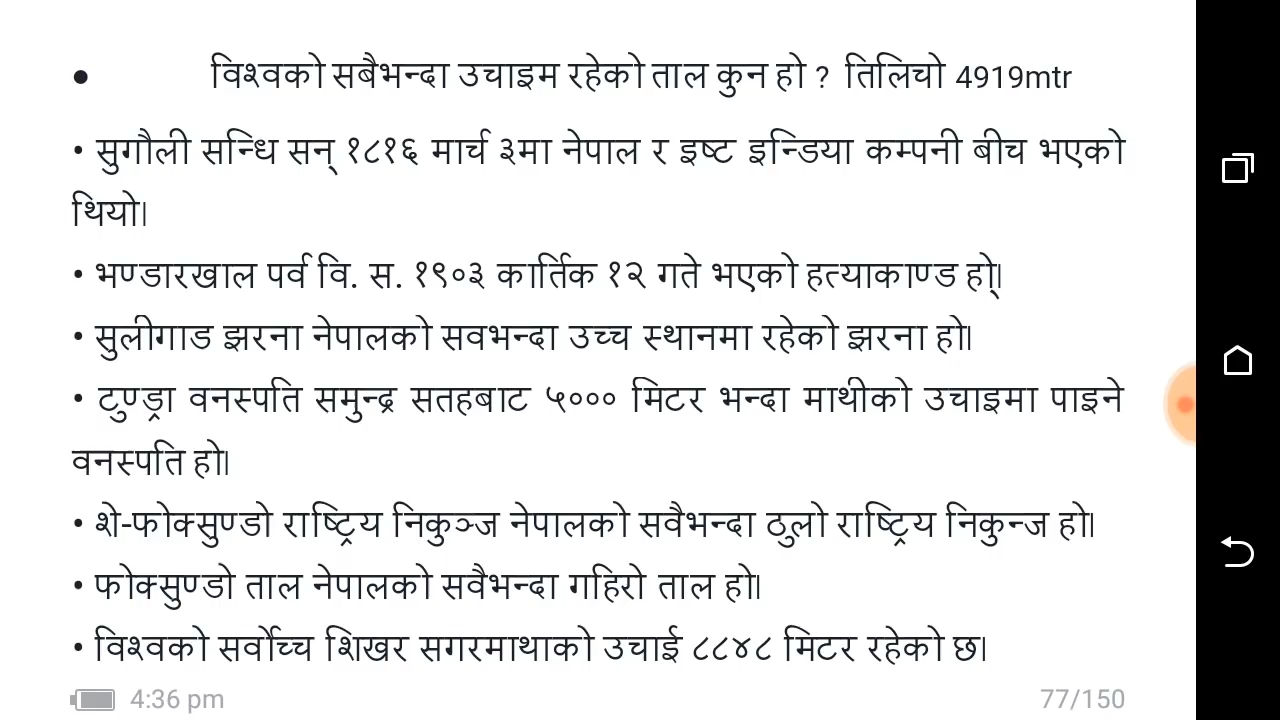 ● विश्वको सबैभन्दा उचाइम रहेको ताल कुन हो ? तिलिचो 4919mtr
• सुगौली सन्धि सन् १८१६ मार्च ३मा नेपाल र इष्ट इन्डिया कम्पनी बीच भएको
थियो।
• भण्डारखाल पर्व वि. स. १९०३ कार्तिक १२ गते भएको हत्याकाण्ड हो्।
• सुलीगाड झरना नेपालको सवभन्दा उच्च स्थानमा रहेको झरना हो।
• टुण्ड्रा वनस्पति समुन्द्र सतहबाट ५००० मिटर भन्दा माथीको उचाइमा पाइने
वनस्पति हो।
• शे-फोक्सुण्डो राष्ट्रिय निकुञ्ज नेपालको सवैभन्दा ठुलो राष्ट्रिय निकुन्ज हो।
• फोक्सुण्डो ताल नेपालको सवैभन्दा गहिरो ताल हो।
• विश्वको सर्वोच्च शिखर सगरमाथाको उचाई ८८४८ मिटर रहेको छ।
4:36 pm 77/150